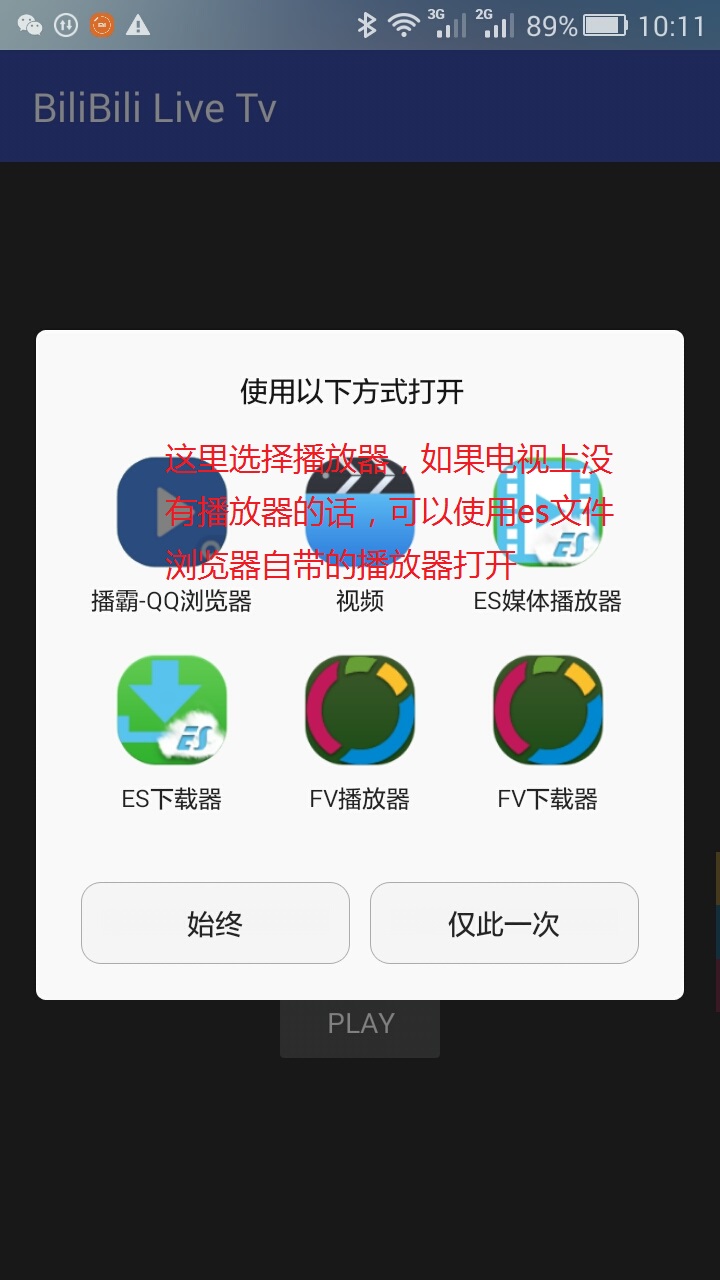 3G 2G 89% 10:11
BiliBili Live Tv
使用以下方式打开
这里选择播放器，如果电视上没
有播放器的话，可以使用es文件
浏览器自带的播放器打开
播霸-QQ浏览器 视频 ES媒体播放器
ES
ES
ES下载器 FV播放器 FV下载器
始终 仅此一次
PLAY